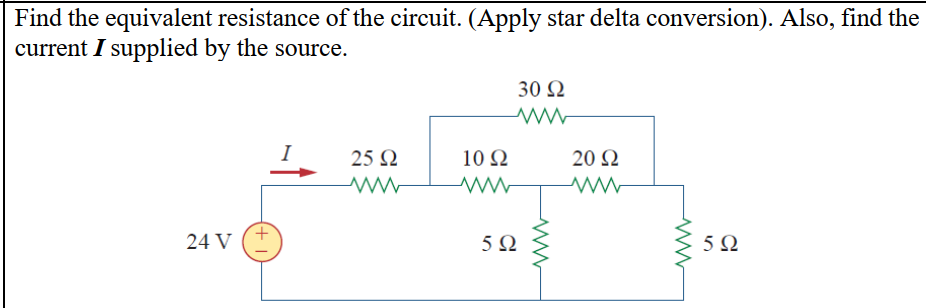 Find the equivalent resistance of the circuit. (Apply star delta conversion). Also, find the
current I supplied by the source.
30 Ω
I 25 Ω 10 Ω 20 Ω
24 V + − 5 Ω 5 Ω